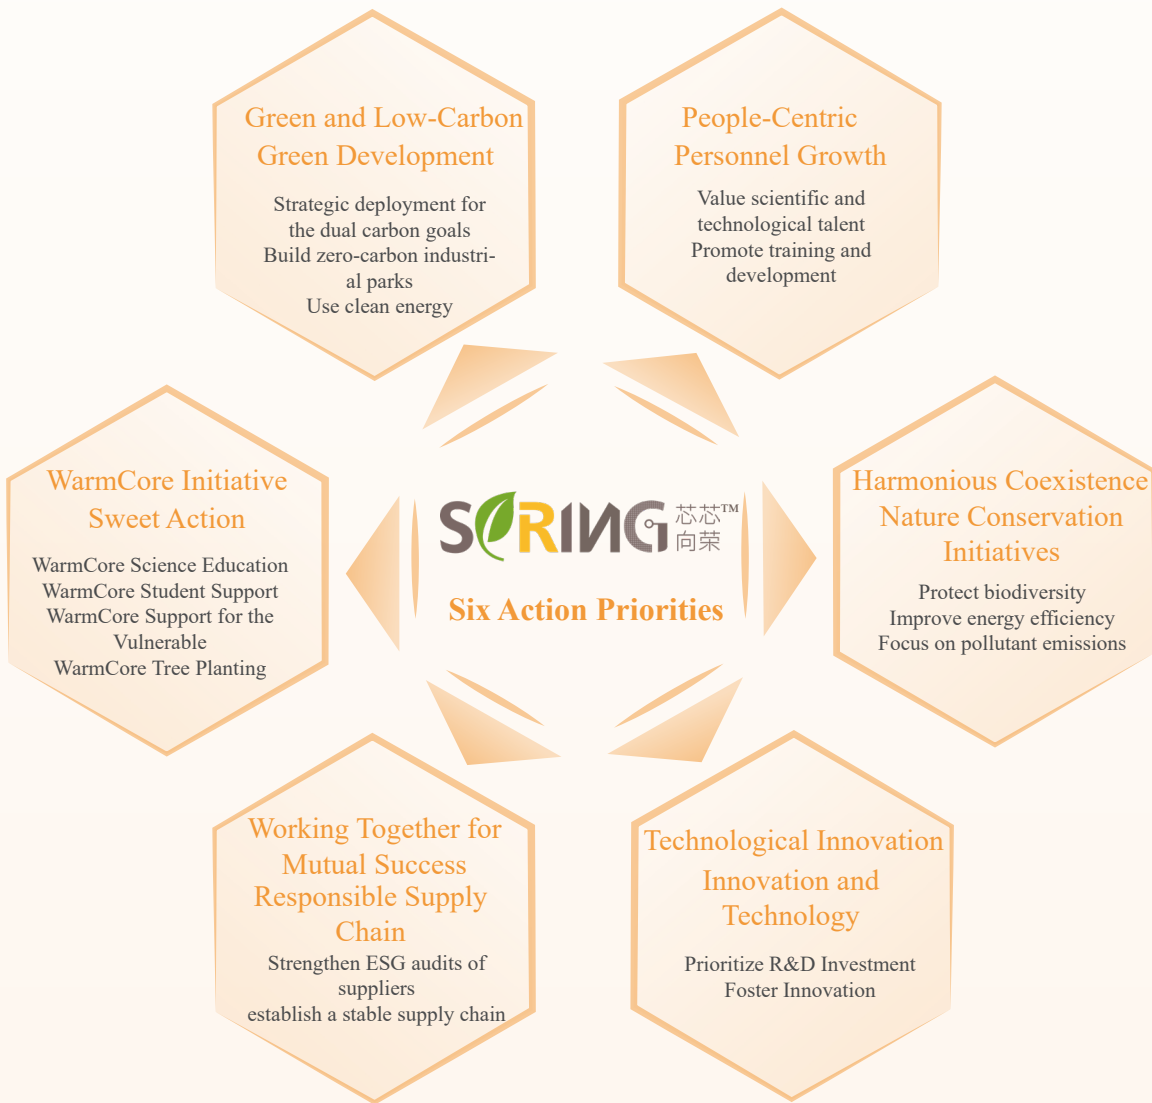 Green and Low-Carbon
Green Development
Strategic deployment for
the dual carbon goals
Build zero-carbon industri-
al parks
Use clean energy
People-Centric
Personnel Growth
Value scientific and
technological talent
Promote training and
development
WarmCore Initiative
Sweet Action
WarmCore Science Education
WarmCore Student Support
WarmCore Support for the
Vulnerable
WarmCore Tree Planting
SPRING 芯芯™
向荣
Six Action Priorities
Harmonious Coexistence
Nature Conservation
Initiatives
Protect biodiversity
Improve energy efficiency
Focus on pollutant emissions
Working Together for
Mutual Success
Responsible Supply
Chain
Strengthen ESG audits of
suppliers
establish a stable supply chain
Technological Innovation
Innovation and
Technology
Prioritize R&D Investment
Foster Innovation